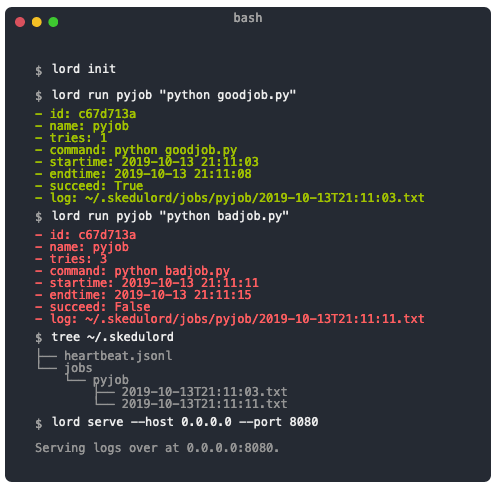 bash
$ lord init
$ lord run pyjob "python goodjob.py"
- id: c67d713a
- name: pyjob
- tries: 1
- command: python goodjob.py
- startime: 2019-10-13 21:11:03
- endtime: 2019-10-13 21:11:08
- succeed: True
- log: ~/.skedulord/jobs/pyjob/2019-10-13T21:11:03.txt
$ lord run pyjob "python badjob.py"
- id: c67d713a
- name: pyjob
- tries: 3
- command: python badjob.py
- startime: 2019-10-13 21:11:11
- endtime: 2019-10-13 21:11:15
- succeed: False
- log: ~/.skedulord/jobs/pyjob/2019-10-13T21:11:11.txt
$ tree ~/.skedulord
├── heartbeat.jsonl
└── jobs
    └── pyjob
        ├── 2019-10-13T21:11:03.txt
        └── 2019-10-13T21:11:11.txt
$ lord serve --host 0.0.0.0 --port 8080
Serving logs over at 0.0.0.0:8080.